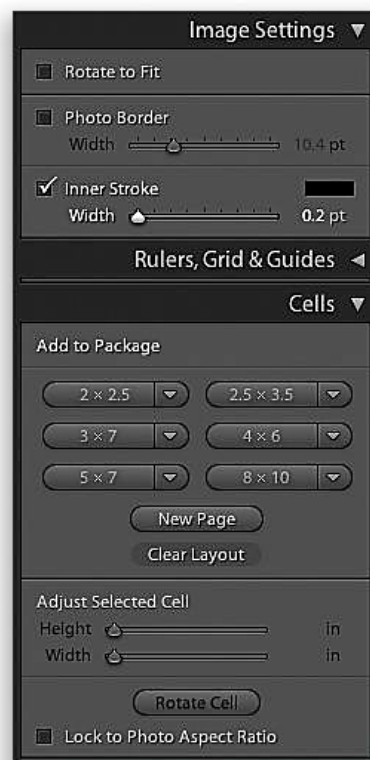 Image Settings
Rotate to Fit
Photo Border
Width 10.4 pt
Inner Stroke
Width 0.2 pt
Rulers, Grid & Guides
Cells
Add to Package
2 × 2.5 2.5 × 3.5
3 × 7 4 × 6
5 × 7 8 × 10
New Page
Clear Layout
Adjust Selected Cell
Height in
Width in
Rotate Cell
Lock to Photo Aspect Ratio